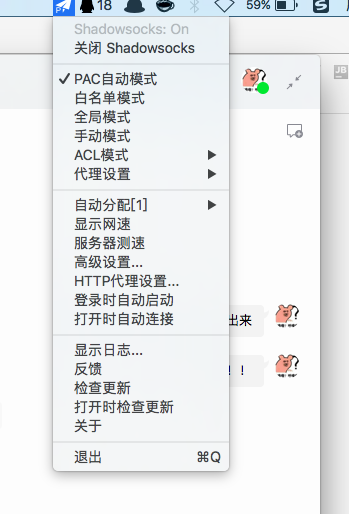 18
59%
Shadowsocks: On
关闭 Shadowsocks
✓ PAC自动模式
白名单模式
全局模式
手动模式
ACL模式
代理设置
自动分配[1]
显示网速
服务器测速
高级设置...
HTTP代理设置...
登录时自动启动
打开时自动连接
显示日志...
反馈
检查更新
打开时检查更新
关于
退出 ⌘Q
出来
！！
JB